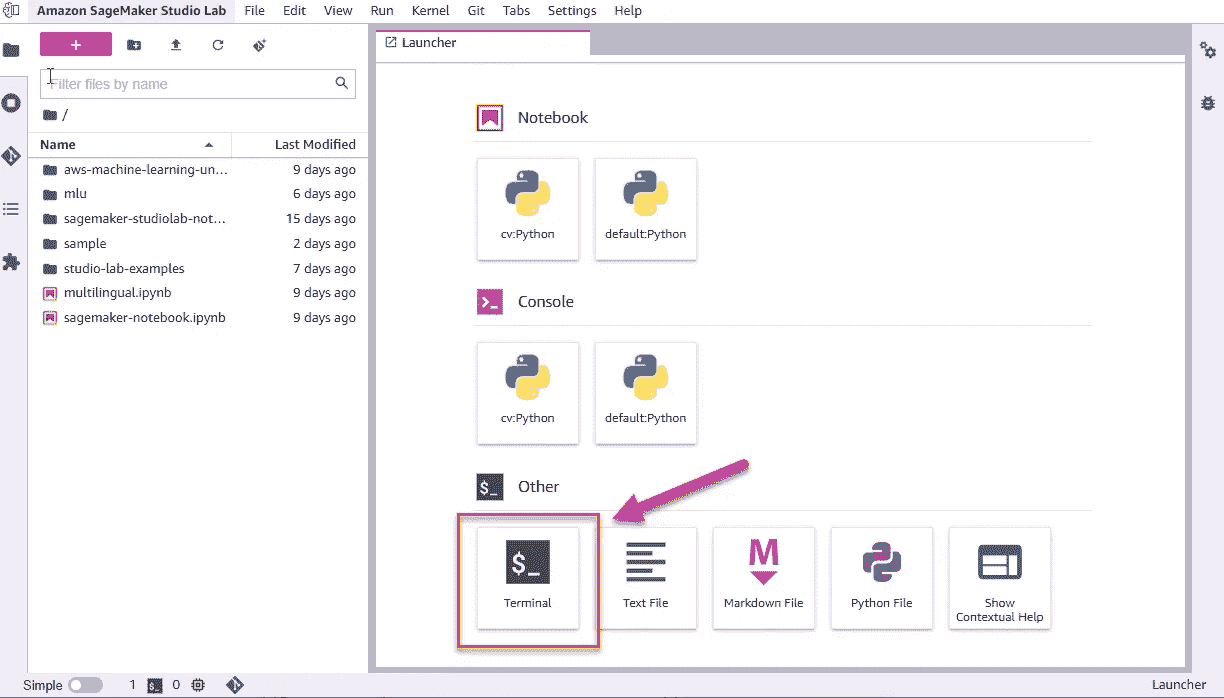 Amazon SageMaker Studio Lab File Edit View Run Kernel Git Tabs Settings Help
+
Filter files by name
/
Name Last Modified
aws-machine-learning-un... 9 days ago
mlu 6 days ago
sagemaker-studiolab-not... 15 days ago
sample 2 days ago
studio-lab-examples 7 days ago
multilingual.ipynb 9 days ago
sagemaker-notebook.ipynb 9 days ago
Launcher
Notebook
cv:Python default:Python
>_ Console
cv:Python default:Python
$_ Other
$_ M
Terminal Text File Markdown File Python File Show
Contextual Help
Simple 1 $_ 0 Launcher